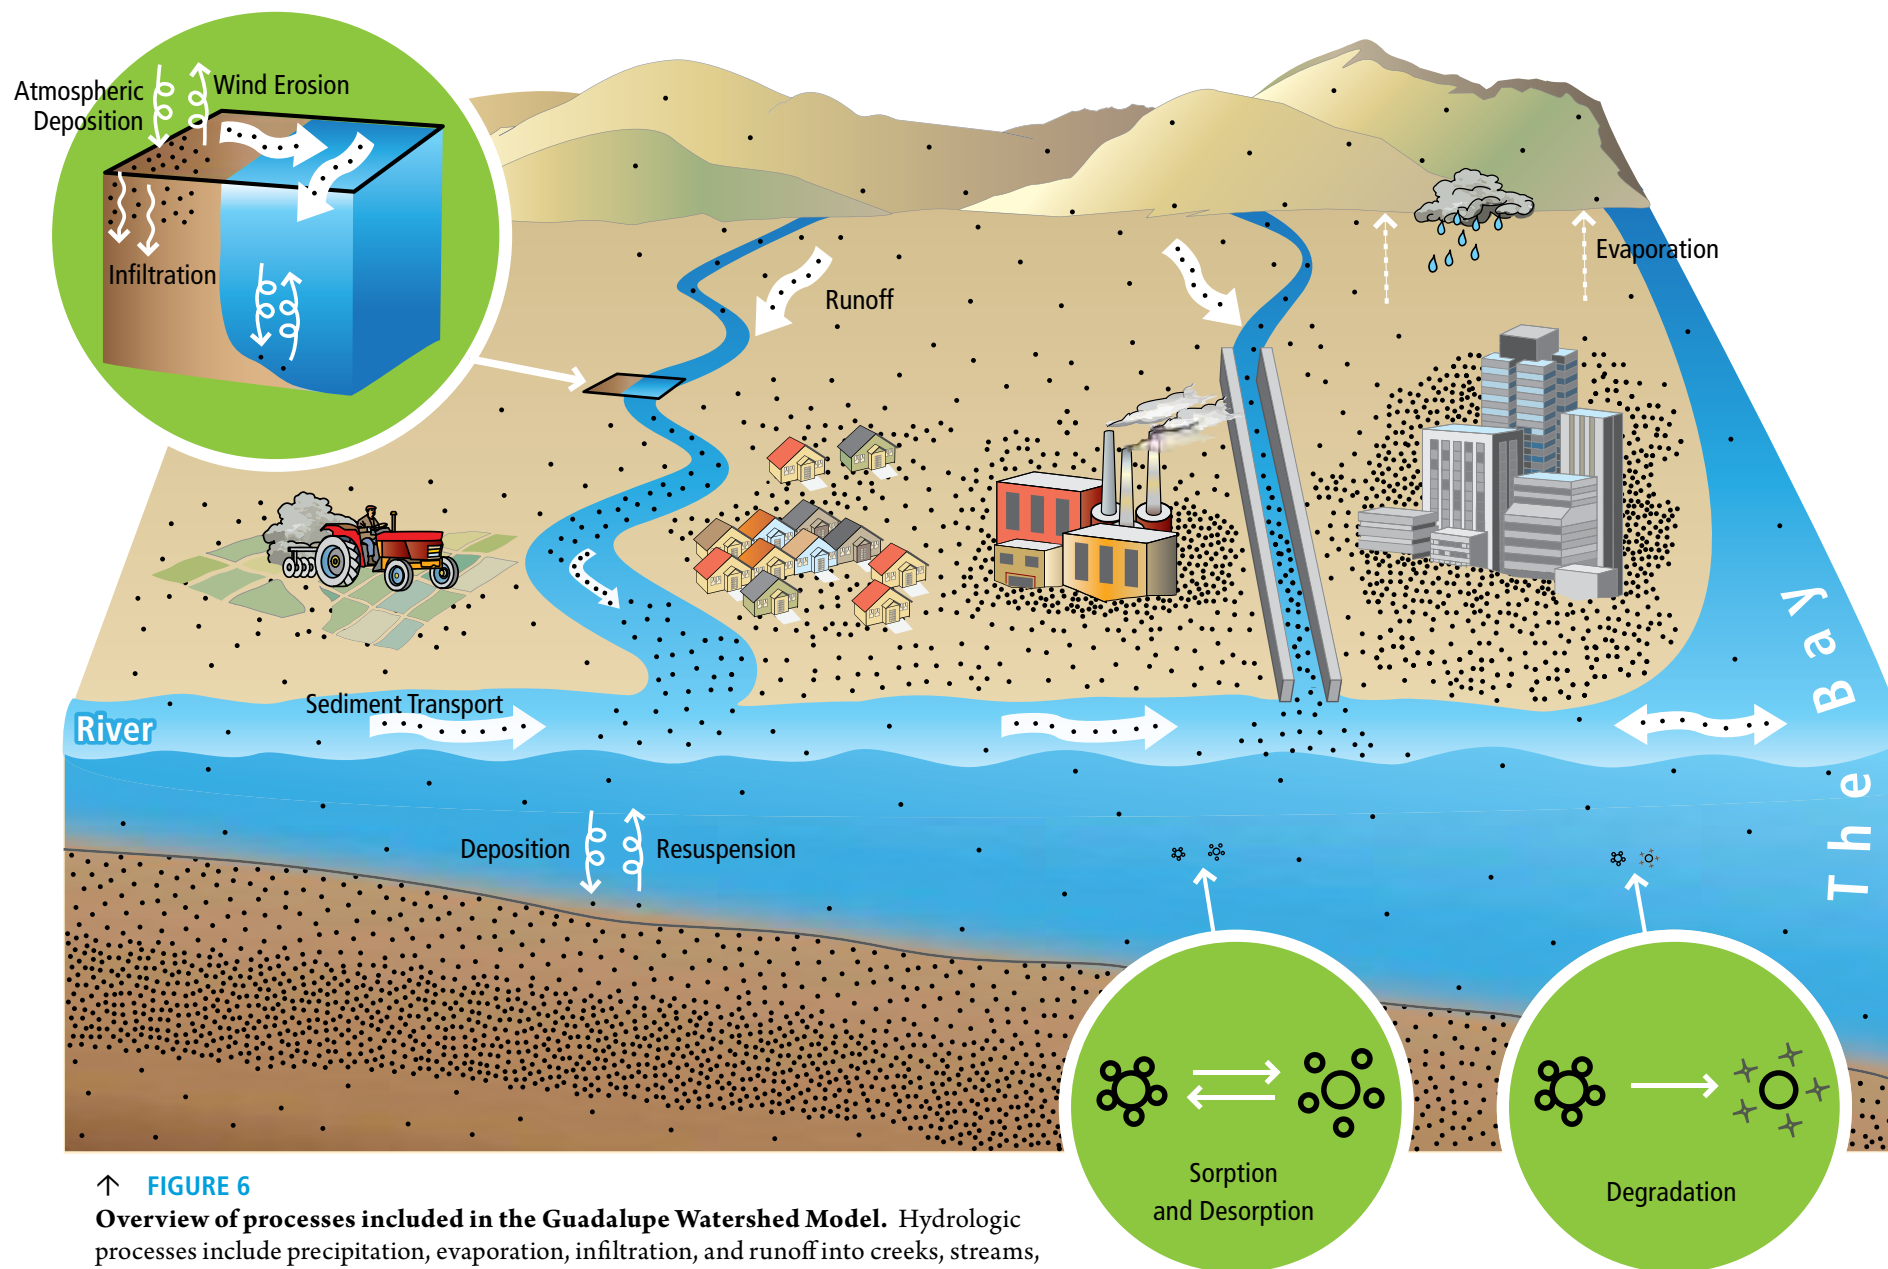 Atmospheric
Deposition
Wind Erosion
Infiltration
Runoff
Evaporation
Sediment Transport
River
The Bay
Deposition
Resuspension
Sorption
and Desorption
Degradation
↑ FIGURE 6
Overview of processes included in the Guadalupe Watershed Model. Hydrologic
processes include precipitation, evaporation, infiltration, and runoff into creeks, streams,